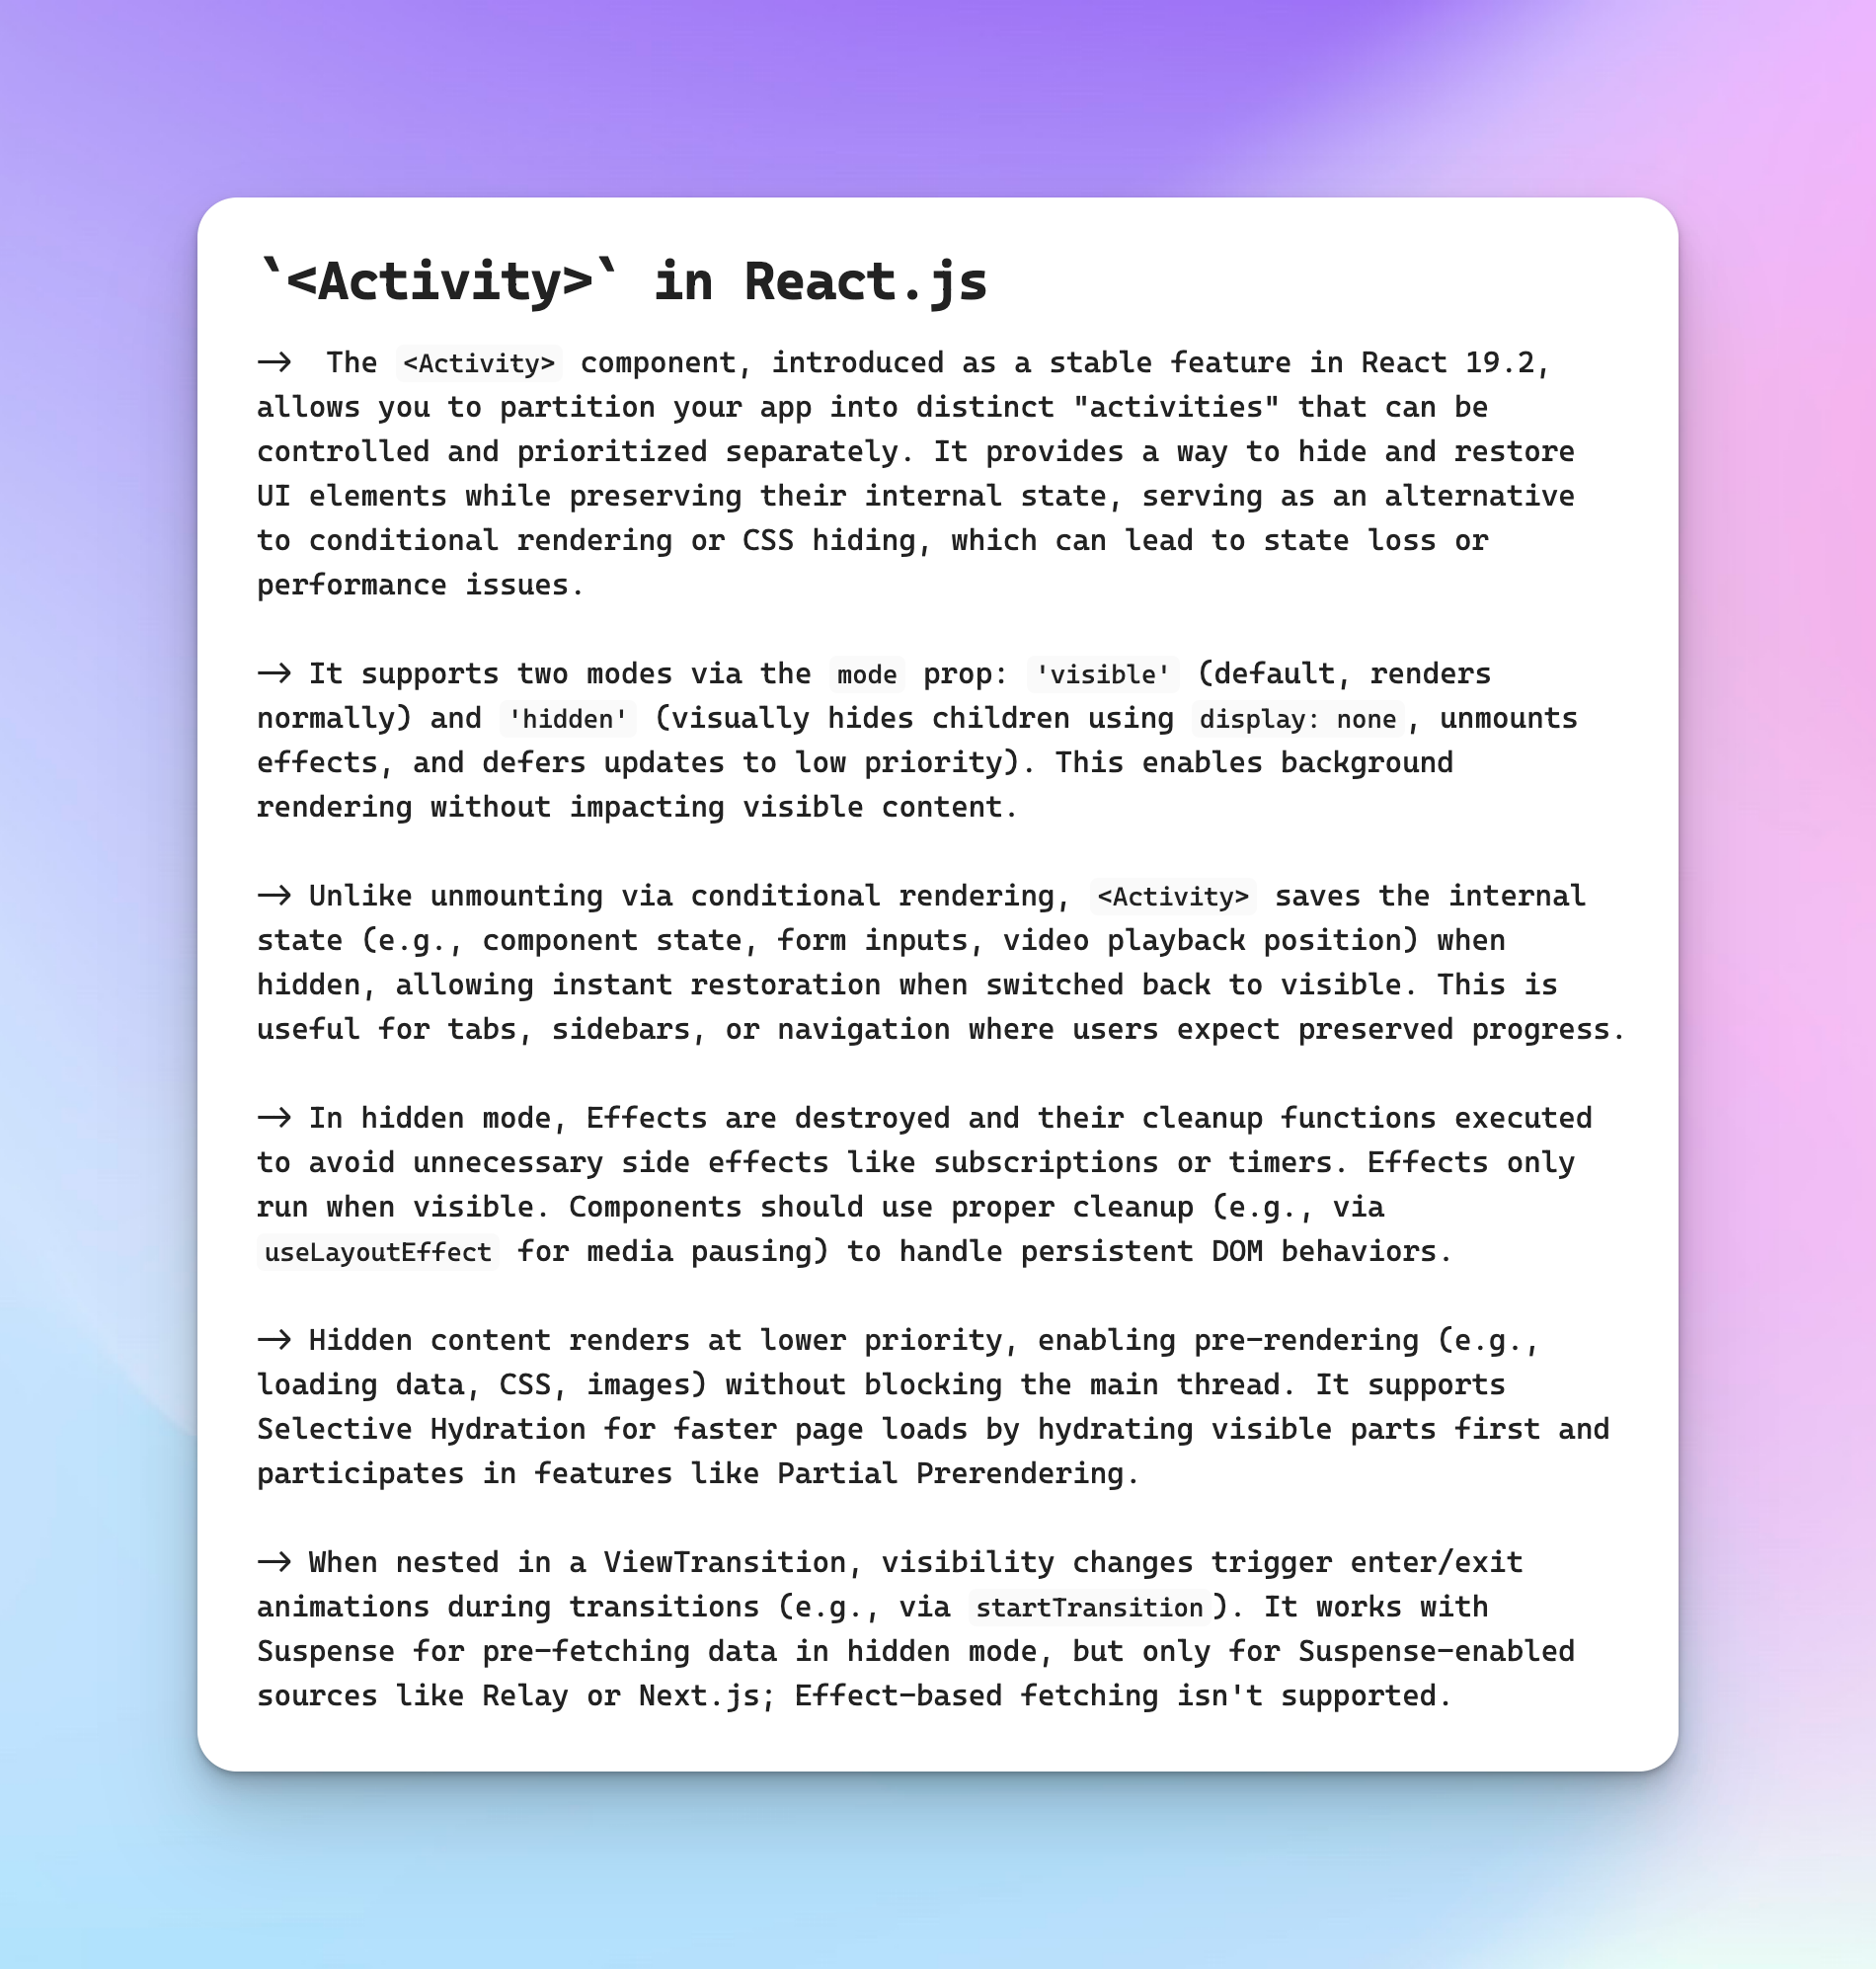 `<Activity>` in React.js
→ The <Activity> component, introduced as a stable feature in React 19.2,
allows you to partition your app into distinct "activities" that can be
controlled and prioritized separately. It provides a way to hide and restore
UI elements while preserving their internal state, serving as an alternative
to conditional rendering or CSS hiding, which can lead to state loss or
performance issues.
→ It supports two modes via the mode prop: 'visible' (default, renders
normally) and 'hidden' (visually hides children using display: none, unmounts
effects, and defers updates to low priority). This enables background
rendering without impacting visible content.
→ Unlike unmounting via conditional rendering, <Activity> saves the internal
state (e.g., component state, form inputs, video playback position) when
hidden, allowing instant restoration when switched back to visible. This is
useful for tabs, sidebars, or navigation where users expect preserved progress.
→ In hidden mode, Effects are destroyed and their cleanup functions executed
to avoid unnecessary side effects like subscriptions or timers. Effects only
run when visible. Components should use proper cleanup (e.g., via
useLayoutEffect for media pausing) to handle persistent DOM behaviors.
→ Hidden content renders at lower priority, enabling pre-rendering (e.g.,
loading data, CSS, images) without blocking the main thread. It supports
Selective Hydration for faster page loads by hydrating visible parts first and
participates in features like Partial Prerendering.
→ When nested in a ViewTransition, visibility changes trigger enter/exit
animations during transitions (e.g., via startTransition). It works with
Suspense for pre-fetching data in hidden mode, but only for Suspense-enabled
sources like Relay or Next.js; Effect-based fetching isn't supported.